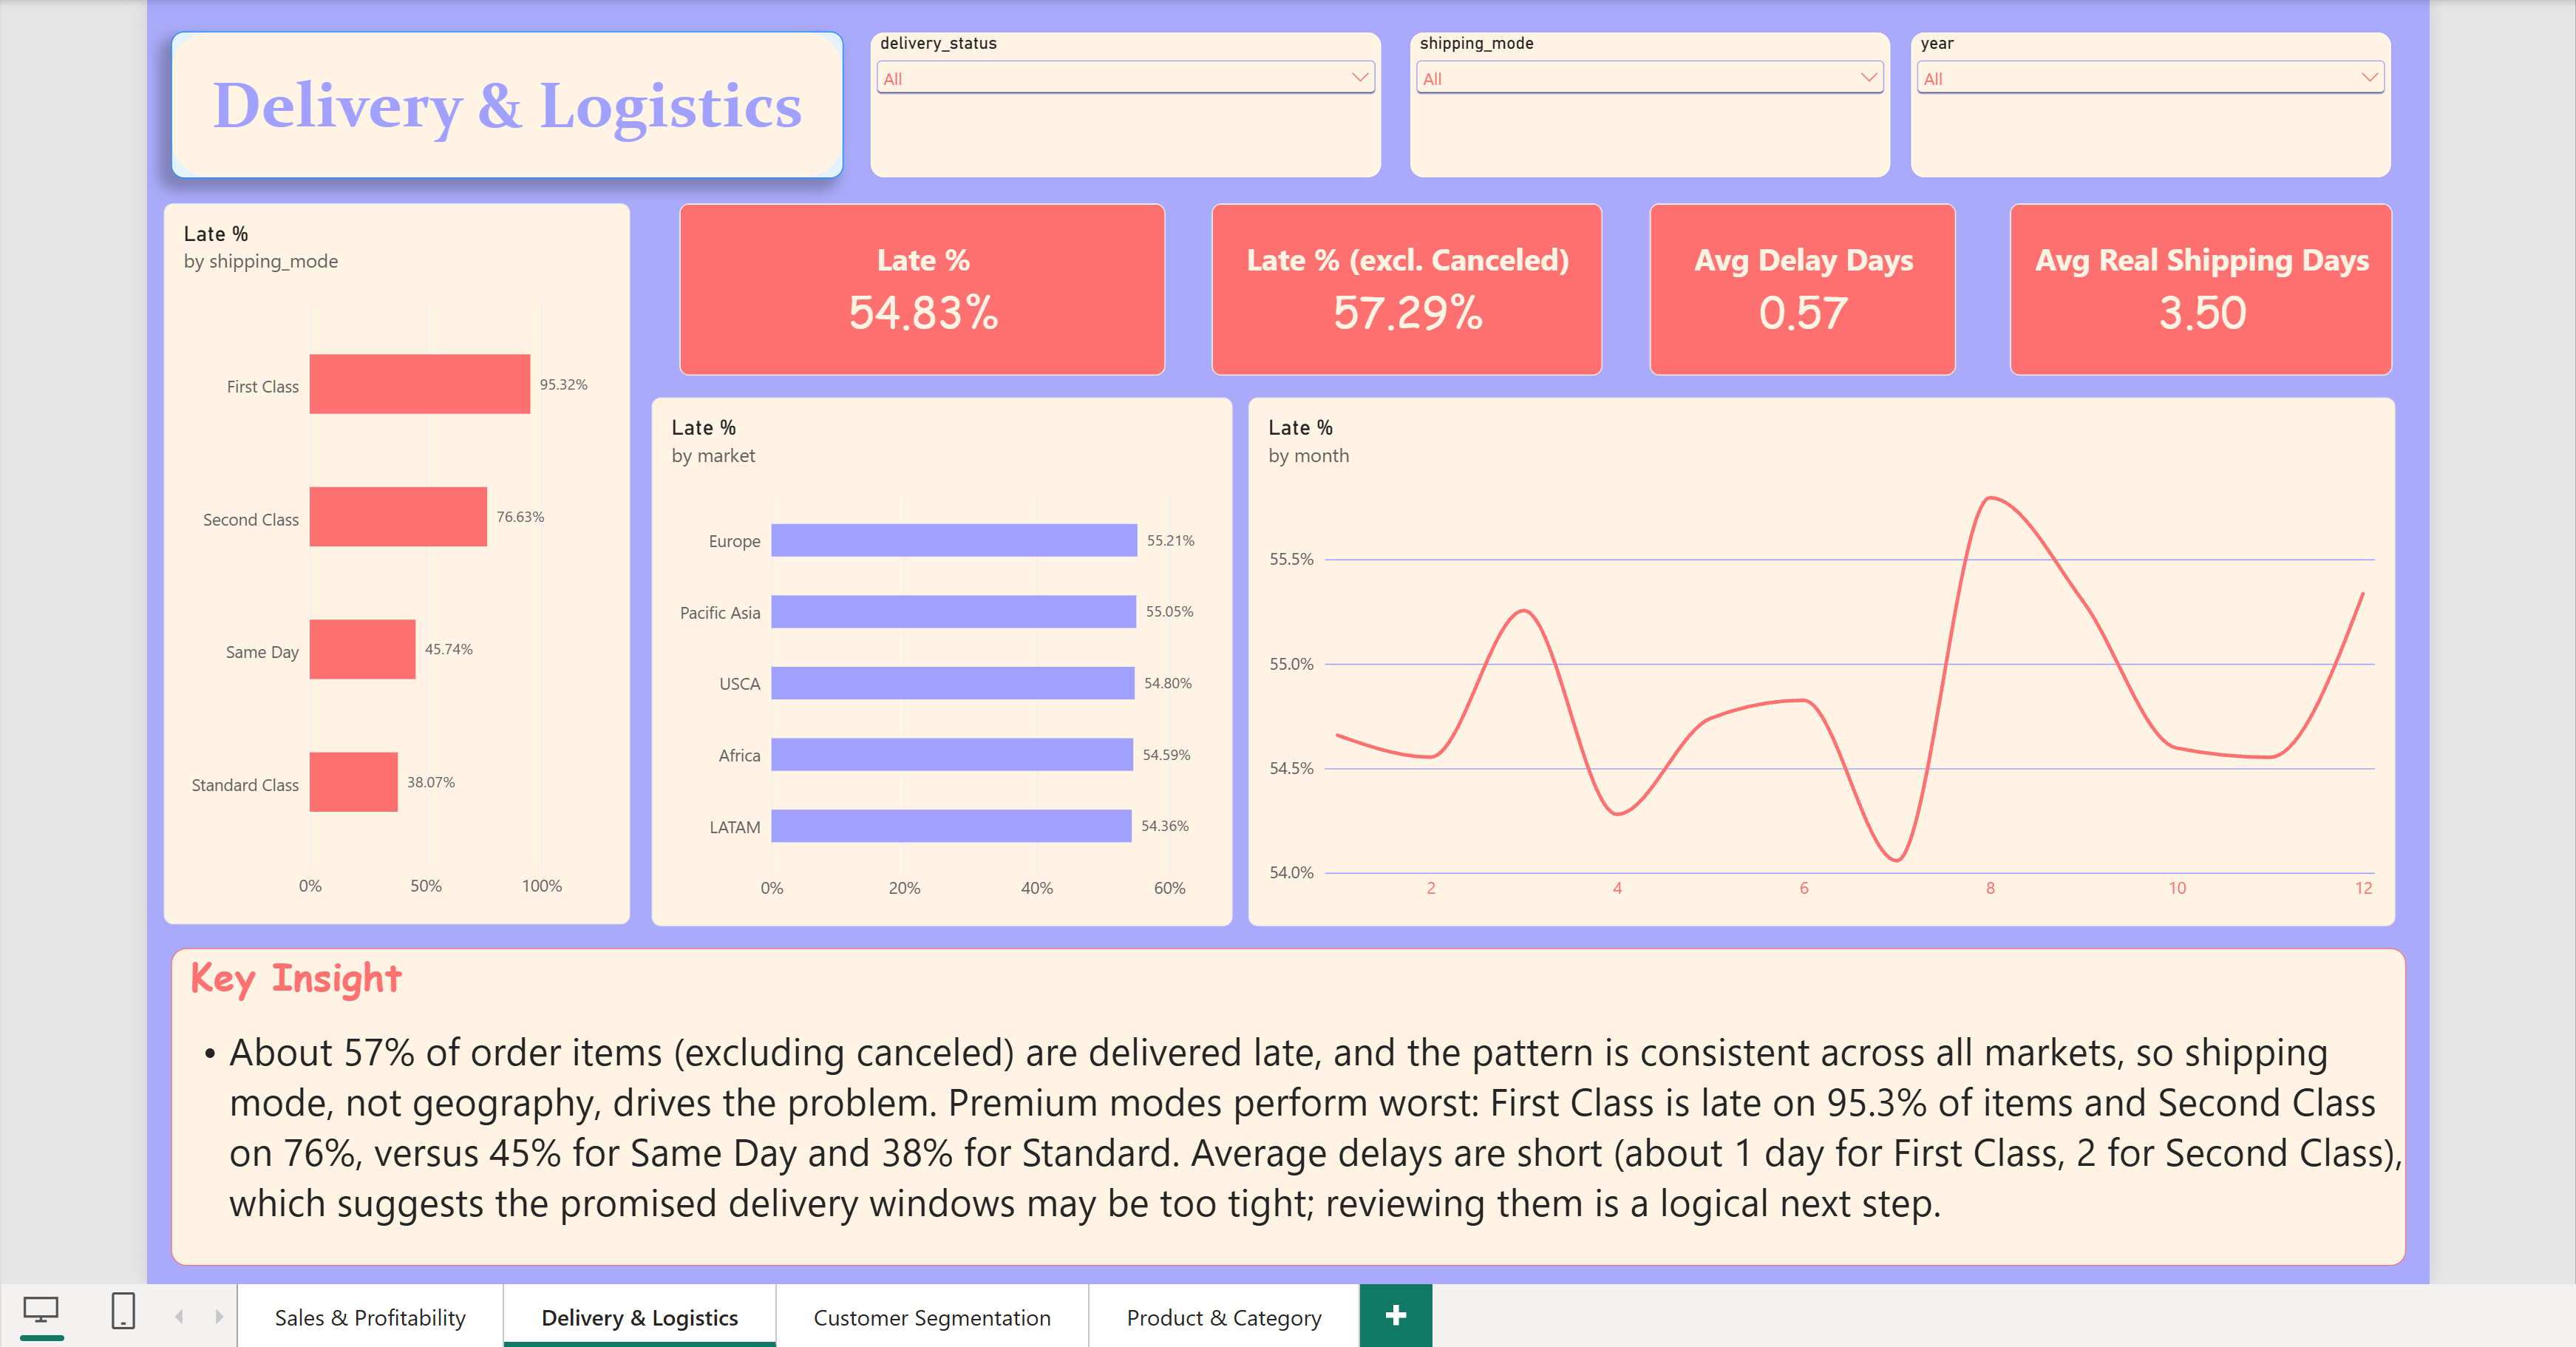 Delivery & Logistics
delivery_status
All
shipping_mode
All
year
All
Late %
by shipping_mode
First Class
95.32%
Second Class
76.63%
Same Day
45.74%
Standard Class
38.07%
0%
50%
100%
Late %
54.83%
Late % (excl. Canceled)
57.29%
Avg Delay Days
0.57
Avg Real Shipping Days
3.50
Late %
by market
Europe
55.21%
Pacific Asia
55.05%
USCA
54.80%
Africa
54.59%
LATAM
54.36%
0%
20%
40%
60%
Late %
by month
55.5%
55.0%
54.5%
54.0%
2
4
6
8
10
12
Key Insight
• About 57% of order items (excluding canceled) are delivered late, and the pattern is consistent across all markets, so shipping
mode, not geography, drives the problem. Premium modes perform worst: First Class is late on 95.3% of items and Second Class
on 76%, versus 45% for Same Day and 38% for Standard. Average delays are short (about 1 day for First Class, 2 for Second Class),
which suggests the promised delivery windows may be too tight; reviewing them is a logical next step.
Sales & Profitability
Delivery & Logistics
Customer Segmentation
Product & Category